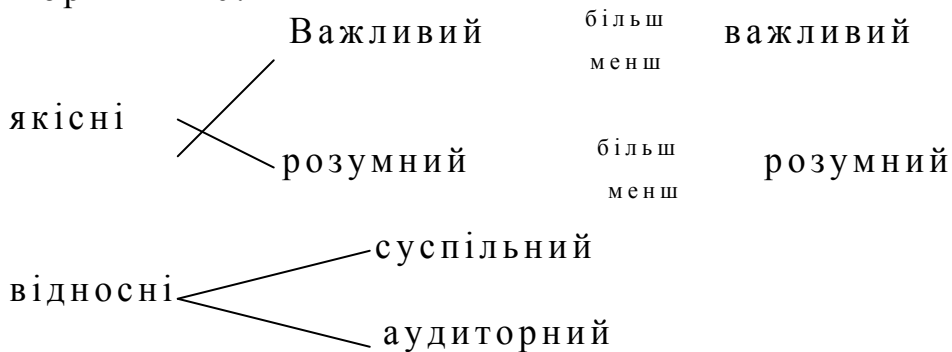 Важливий більш важливий
менш
якісні
розумний більш розумний
менш
суспільний
відносні
аудиторний